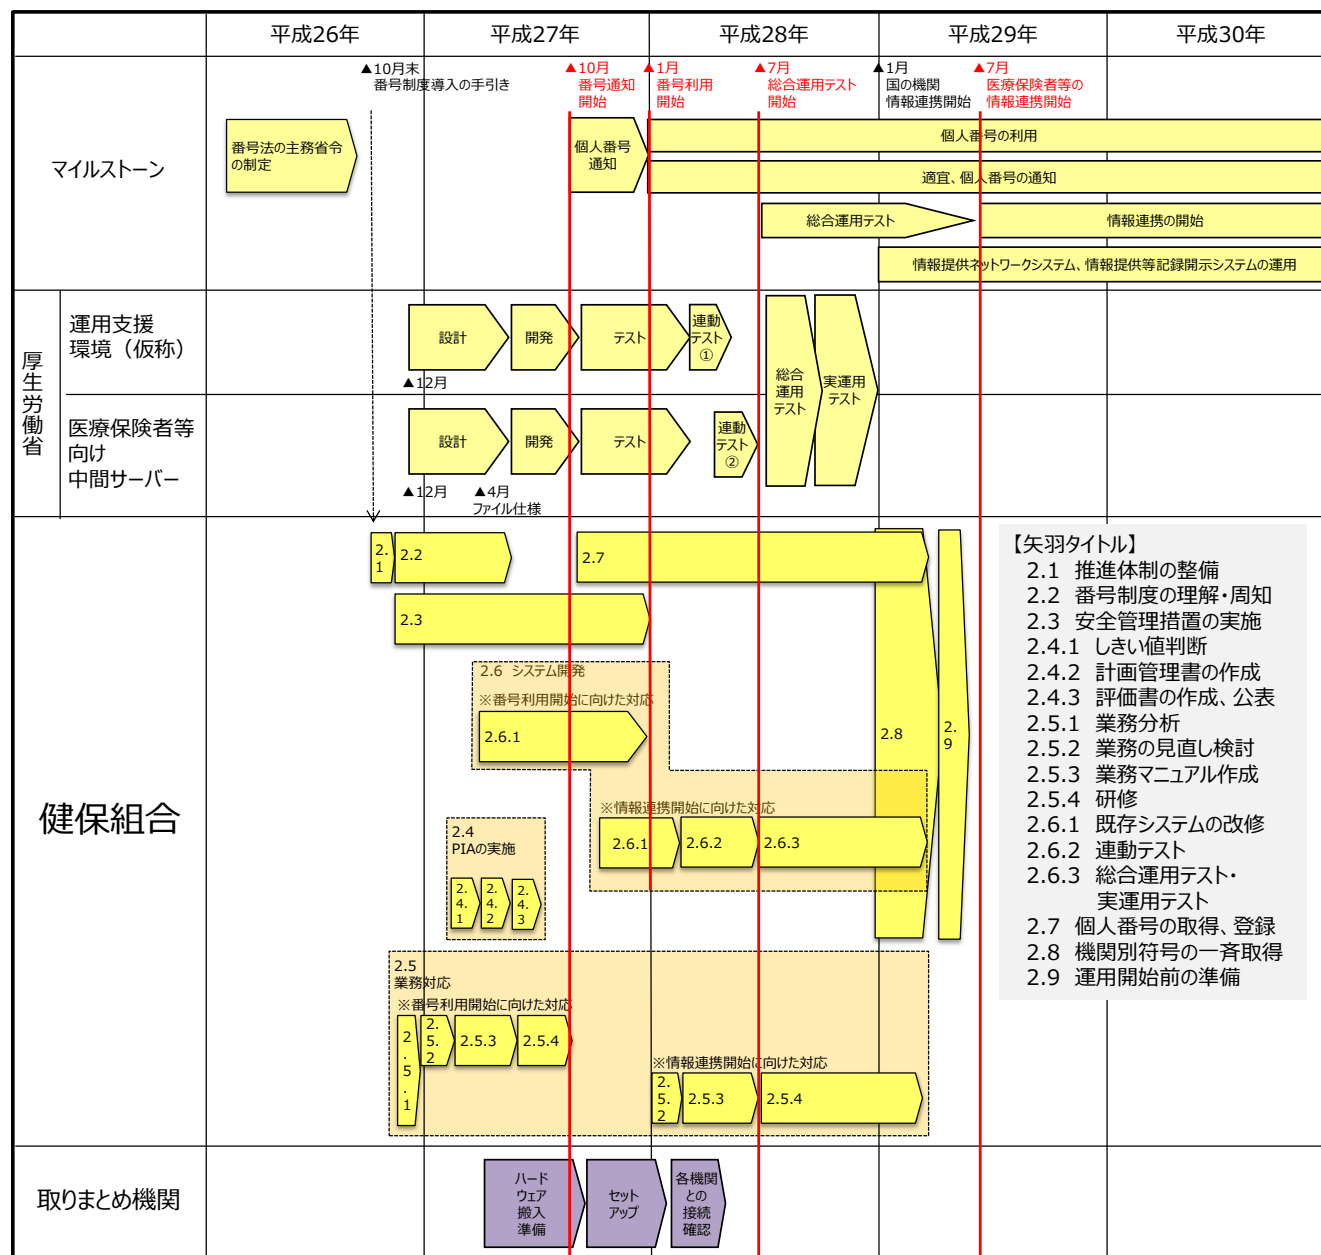 平成26年
平成27年
平成28年
平成29年
平成30年
マイルストーン
▲10月末
番号制度導入の手引き
▲10月
番号通知
開始
▲1月
番号利用
開始
▲7月
総合運用テスト
開始
▲1月
国の機関
情報連携開始
▲7月
医療保険者等の
情報連携開始
番号法の主務省令
の制定
個人番号
通知
個人番号の利用
適宜、個人番号の通知
総合運用テスト
情報連携の開始
情報提供ネットワークシステム、情報提供等記録開示システムの運用
厚生労働省
運用支援
環境（仮称）
設計
開発
テスト
連動
テスト
①
▲12月
総合
運用
テスト
実運用
テスト
医療保険者等
向け
中間サーバー
設計
開発
テスト
連動
テスト
②
▲12月
▲4月
ファイル仕様
健保組合
2.
1
2.2
2.7
2.3
2.6 システム開発
※番号利用開始に向けた対応
2.6.1
※情報連携開始に向けた対応
2.6.1
2.6.2
2.6.3
2.8
2.
9
2.4
PIAの実施
2.
4.
1
2.
4.
2
2.
4.
3
2.5
業務対応
※番号利用開始に向けた対応
2
.
5
.
1
2.
5.
2
2.5.3
2.5.4
※情報連携開始に向けた対応
2.
5.
2
2.5.3
2.5.4
【矢羽タイトル】
2.1 推進体制の整備
2.2 番号制度の理解・周知
2.3 安全管理措置の実施
2.4.1 しきい値判断
2.4.2 計画管理書の作成
2.4.3 評価書の作成、公表
2.5.1 業務分析
2.5.2 業務の見直し検討
2.5.3 業務マニュアル作成
2.5.4 研修
2.6.1 既存システムの改修
2.6.2 連動テスト
2.6.3 総合運用テスト・
実運用テスト
2.7 個人番号の取得、登録
2.8 機関別符号の一斉取得
2.9 運用開始前の準備
取りまとめ機関
ハード
ウェア
搬入
準備
セット
アップ
各機関
との
接続
確認